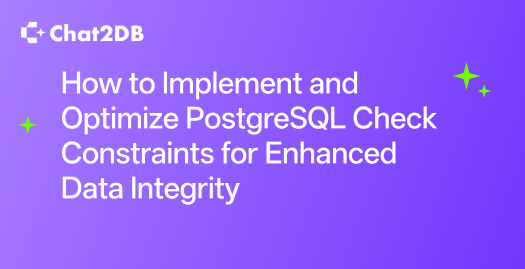 Chat2DB
How to Implement and
Optimize PostgreSQL Check
Constraints for Enhanced
Data Integrity